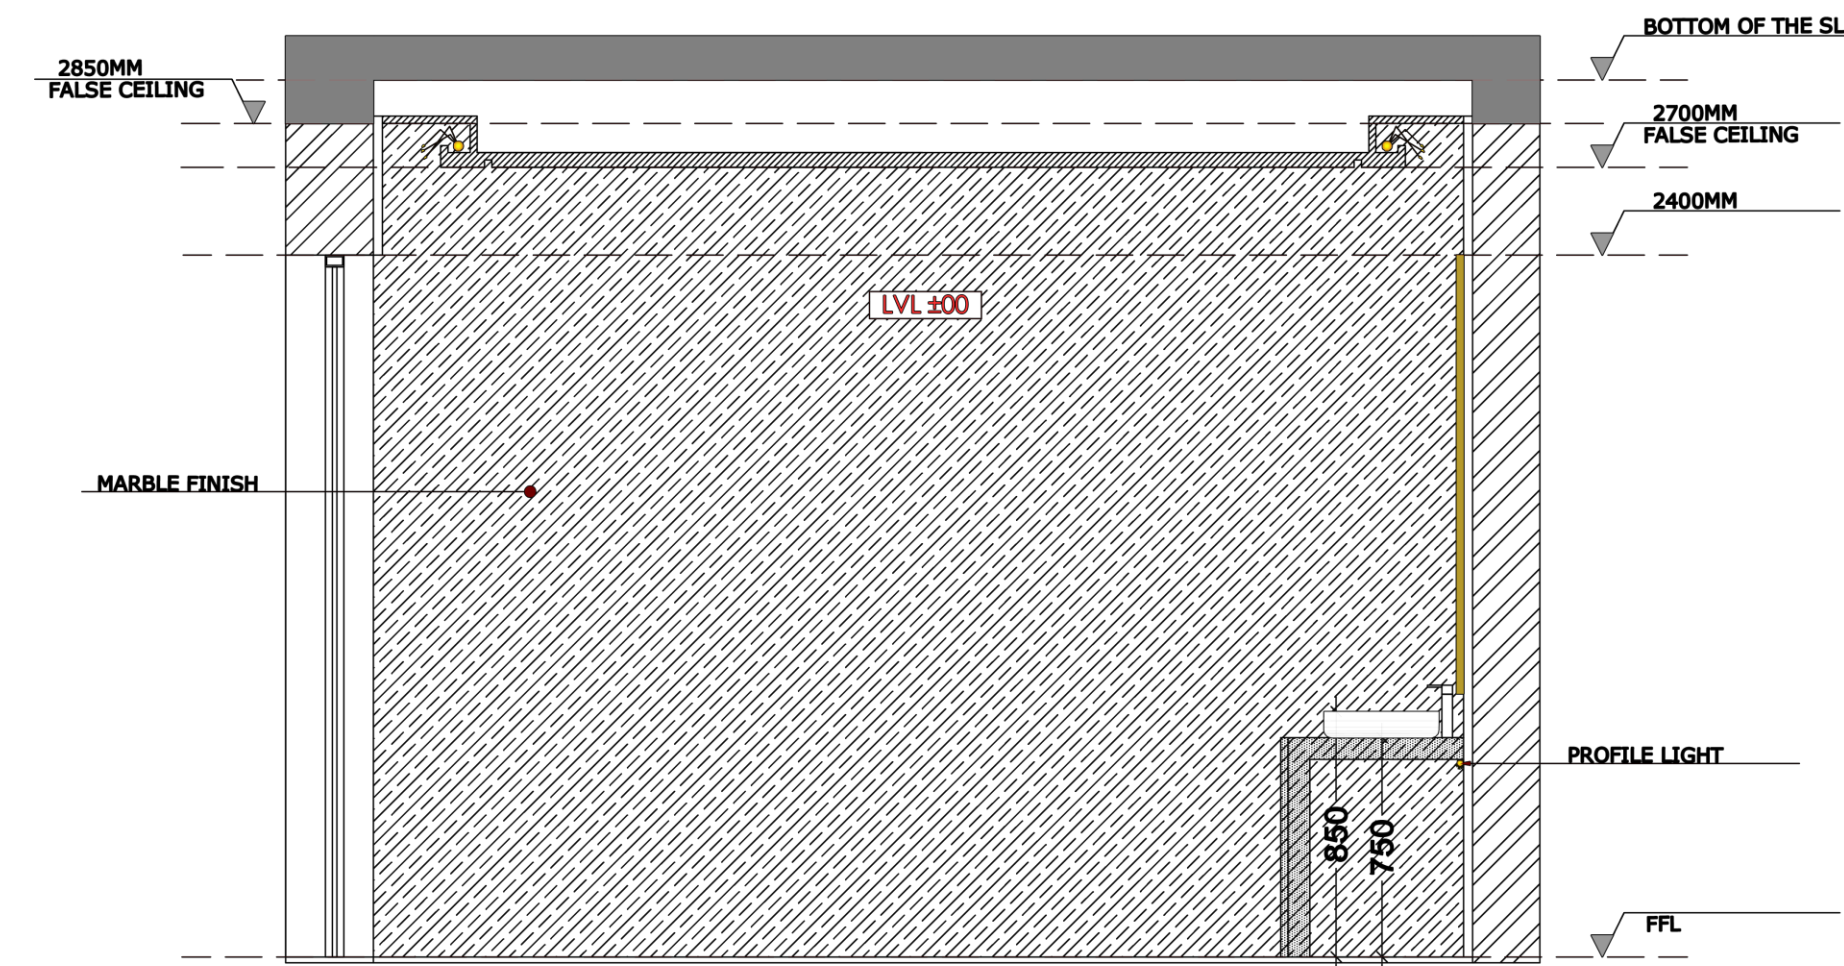 BOTTOM OF THE SL
2850MM
FALSE CEILING
2700MM
FALSE CEILING
2400MM
LVL ±00
MARBLE FINISH
PROFILE LIGHT
850
750
FFL